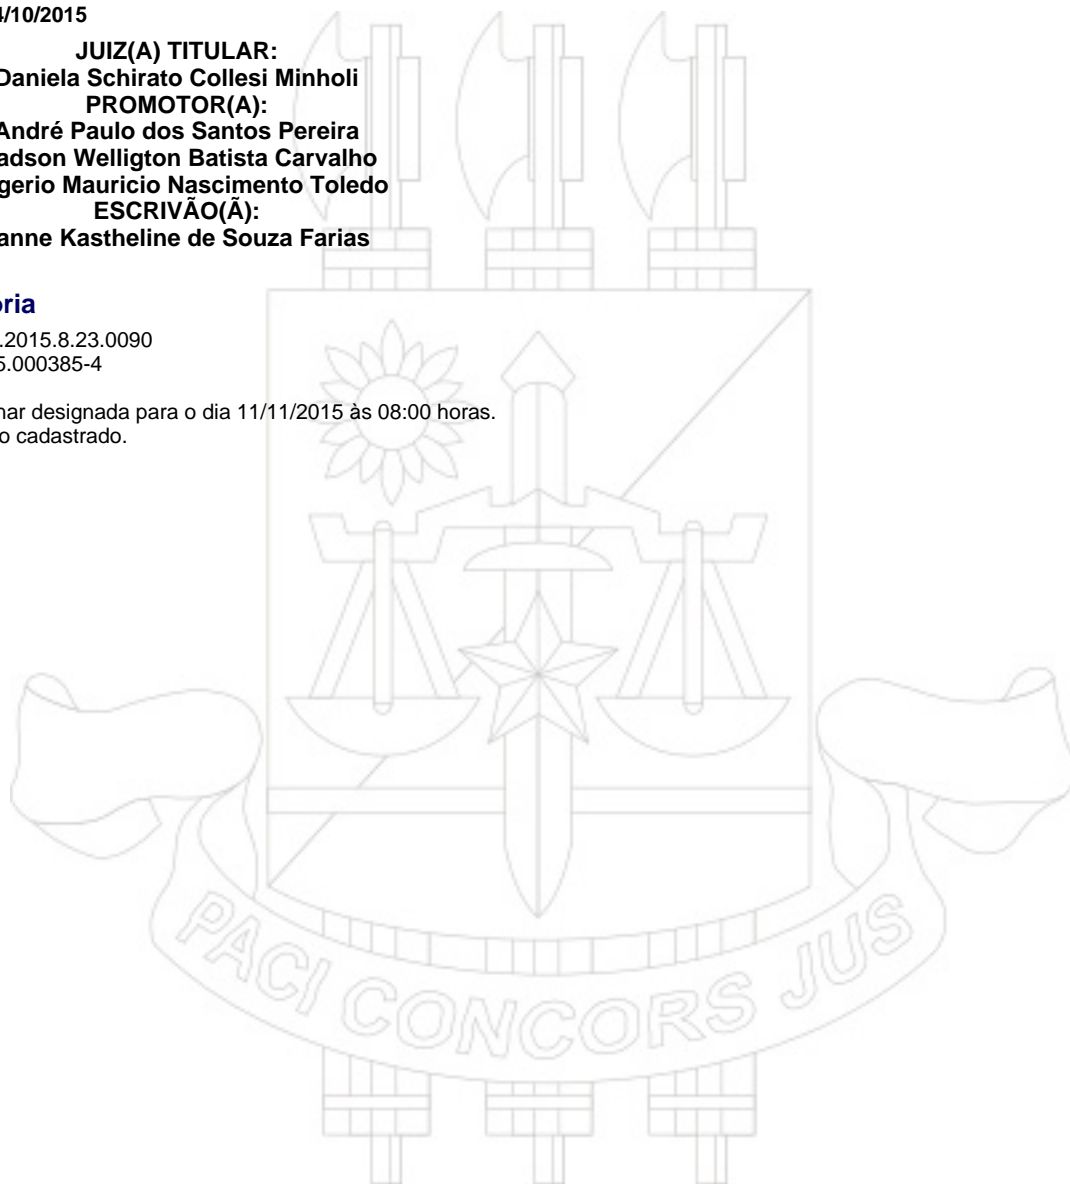 4/10/2015
JUIZ(A) TITULAR:
Daniela Schirato Collesi Minholi
PROMOTOR(A):
André Paulo dos Santos Pereira
adson Welligton Batista Carvalho
gerio Mauricio Nascimento Toledo
ESCRIVÃO(Ã):
anne Kastheline de Souza Farias
ria
.2015.8.23.0090
5.000385-4
nar designada para o dia 11/11/2015 às 08:00 horas.
o cadastrado.
PACI CONCORS JUS